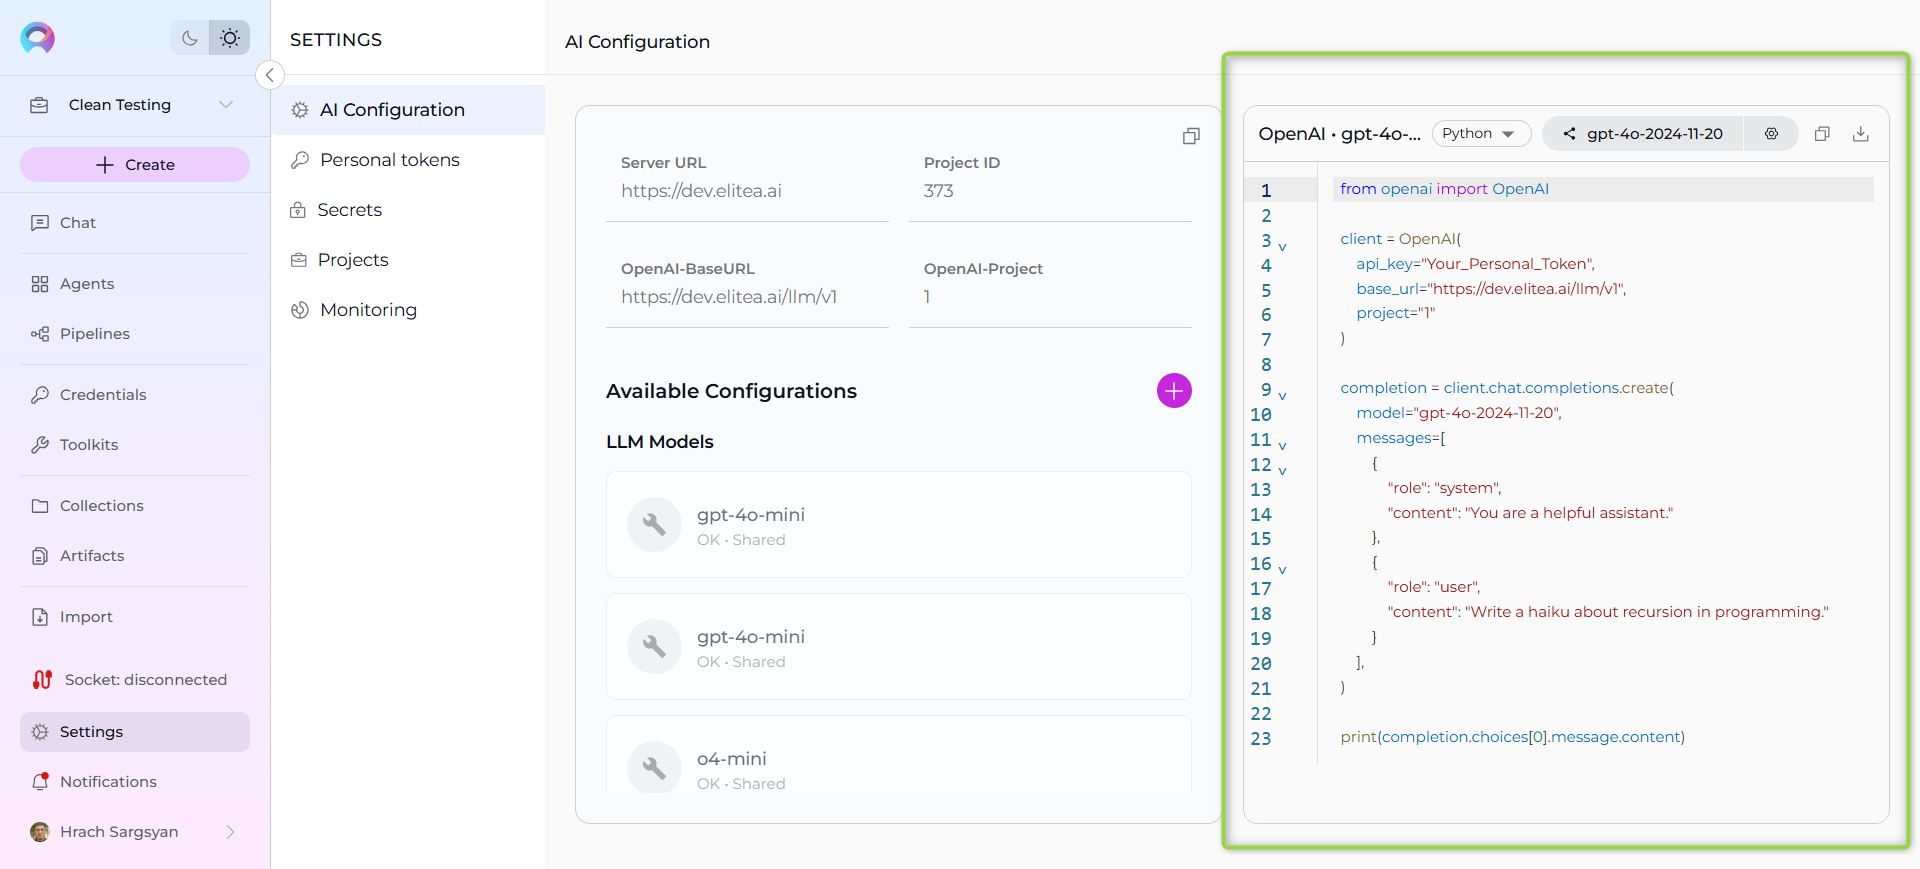 Clean Testing
Create
Chat
Agents
Pipelines
Credentials
Toolkits
Collections
Artifacts
Import
Socket: disconnected
Settings
Notifications
Hrach Sargsyan
SETTINGS
AI Configuration
Personal tokens
Secrets
Projects
Monitoring
AI Configuration
Server URL
https://dev.elitea.ai
Project ID
373
OpenAI-BaseURL
https://dev.elitea.ai/llm/v1
OpenAI-Project
1
Available Configurations
LLM Models
gpt-4o-mini
OK · Shared
gpt-4o-mini
OK · Shared
o4-mini
OK · Shared
OpenAI • gpt-4o-... Python gpt-4o-2024-11-20
1 from openai import OpenAI
2
3 client = OpenAI(
4 api_key="Your_Personal_Token",
5 base_url="https://dev.elitea.ai/llm/v1",
6 project="1"
7 )
8
9 completion = client.chat.completions.create(
10 model="gpt-4o-2024-11-20",
11 messages=[
12 {
13 "role": "system",
14 "content": "You are a helpful assistant."
15 },
16 {
17 "role": "user",
18 "content": "Write a haiku about recursion in programming."
19 }
20 ],
21 )
22
23 print(completion.choices[0].message.content)